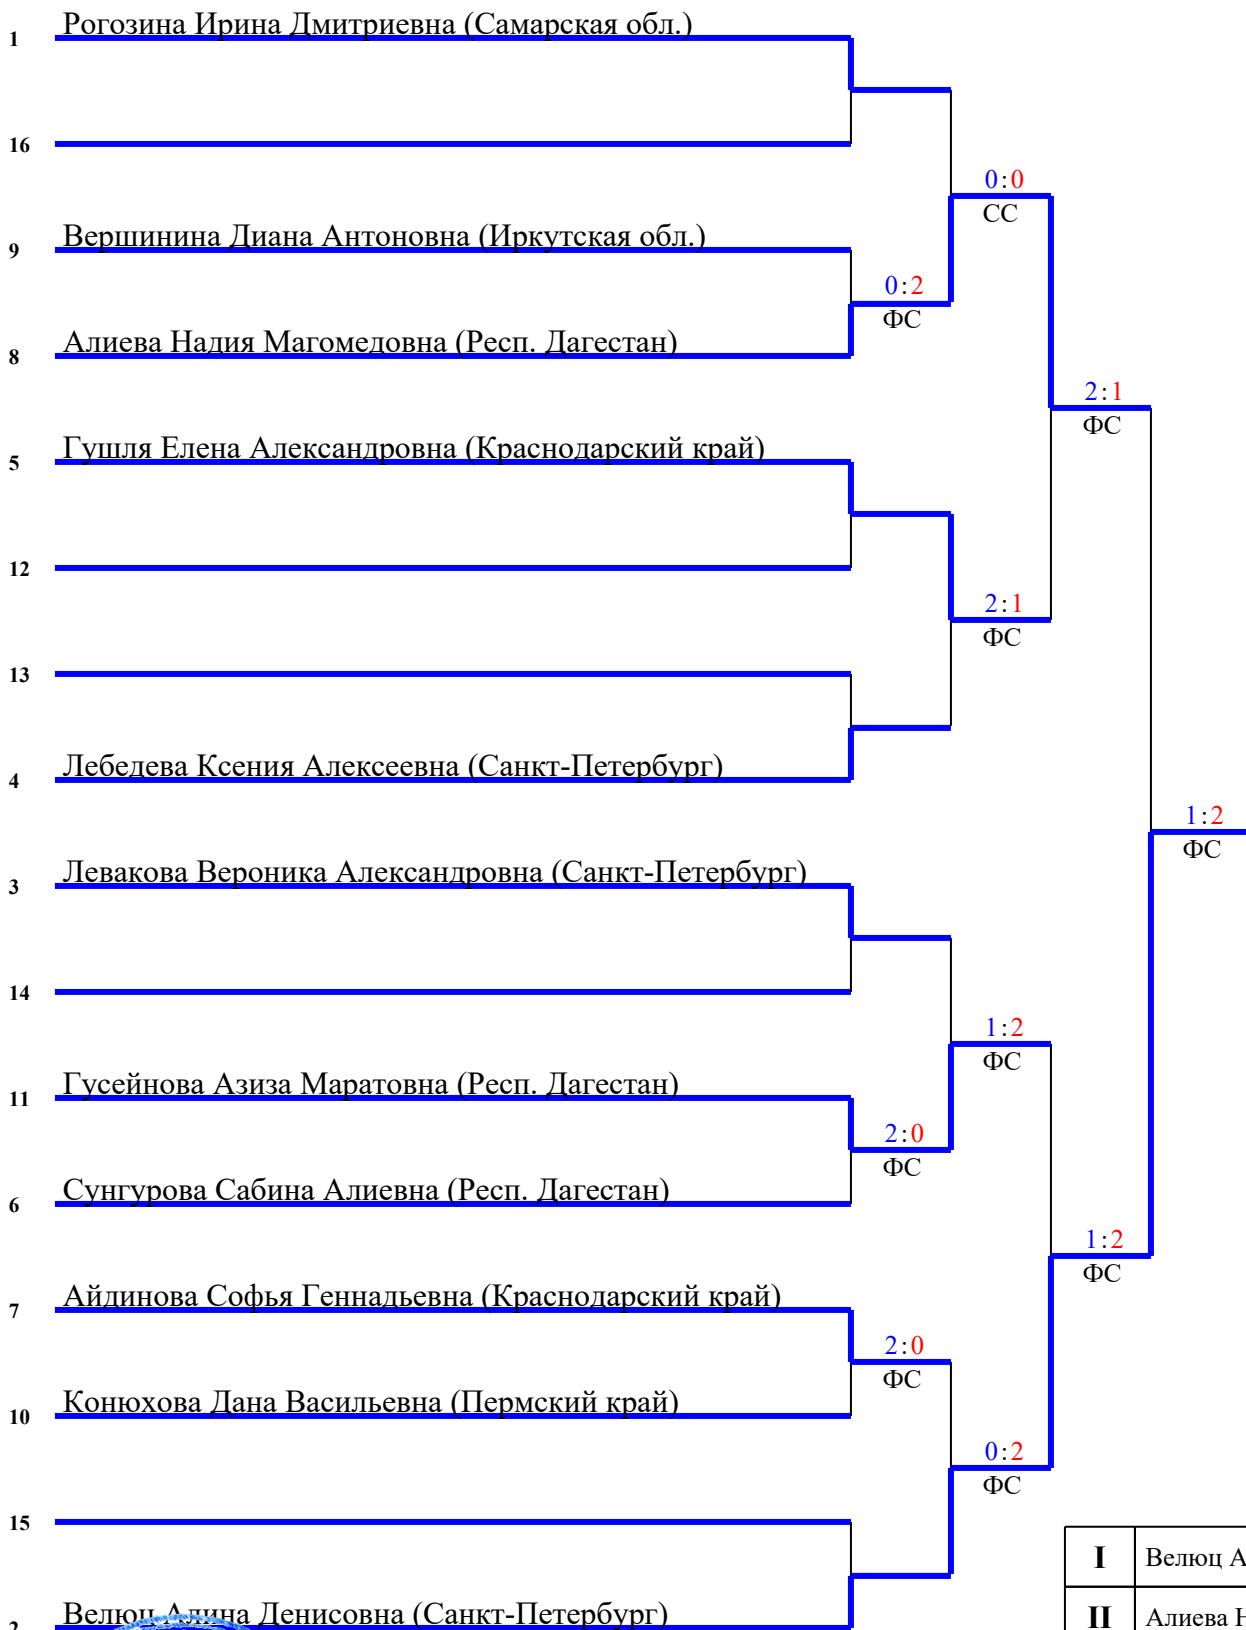 1 Рогозина Ирина Дмитриевна (Самарская обл.)
16
0:0
СС
9 Вершинина Диана Антоновна (Иркутская обл.)
0:2
ФС
8 Алиева Надия Магомедовна (Респ. Дагестан)
2:1
ФС
5 Гушля Елена Александровна (Краснодарский край)
12
2:1
ФС
13
4 Лебедева Ксения Алексеевна (Санкт-Петербург)
1:2
ФС
3 Левакова Вероника Александровна (Санкт-Петербург)
14
1:2
ФС
11 Гусейнова Азиза Маратовна (Респ. Дагестан)
2:0
ФС
6 Сунгурова Сабина Алиевна (Респ. Дагестан)
1:2
ФС
7 Айдинова Софья Геннадьевна (Краснодарский край)
2:0
ФС
10 Конюхова Дана Васильевна (Пермский край)
0:2
ФС
15
I Велюц А
2 Велюц Алина Денисовна (Санкт-Петербург)
II Алиева Н